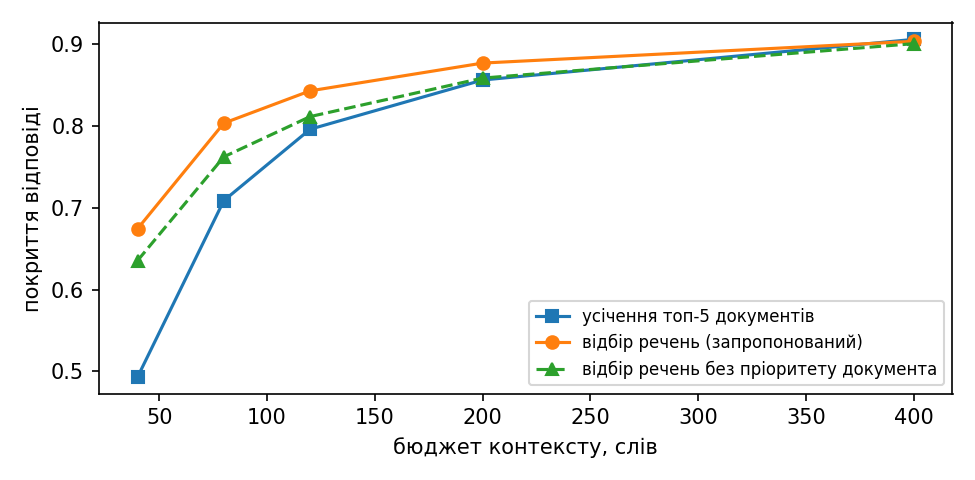 покриття відповіді
0.9
0.8
0.7
0.6
0.5
усічення топ-5 документів
відбір речень (запропонований)
відбір речень без пріоритету документа
50 100 150 200 250 300 350 400
бюджет контексту, слів